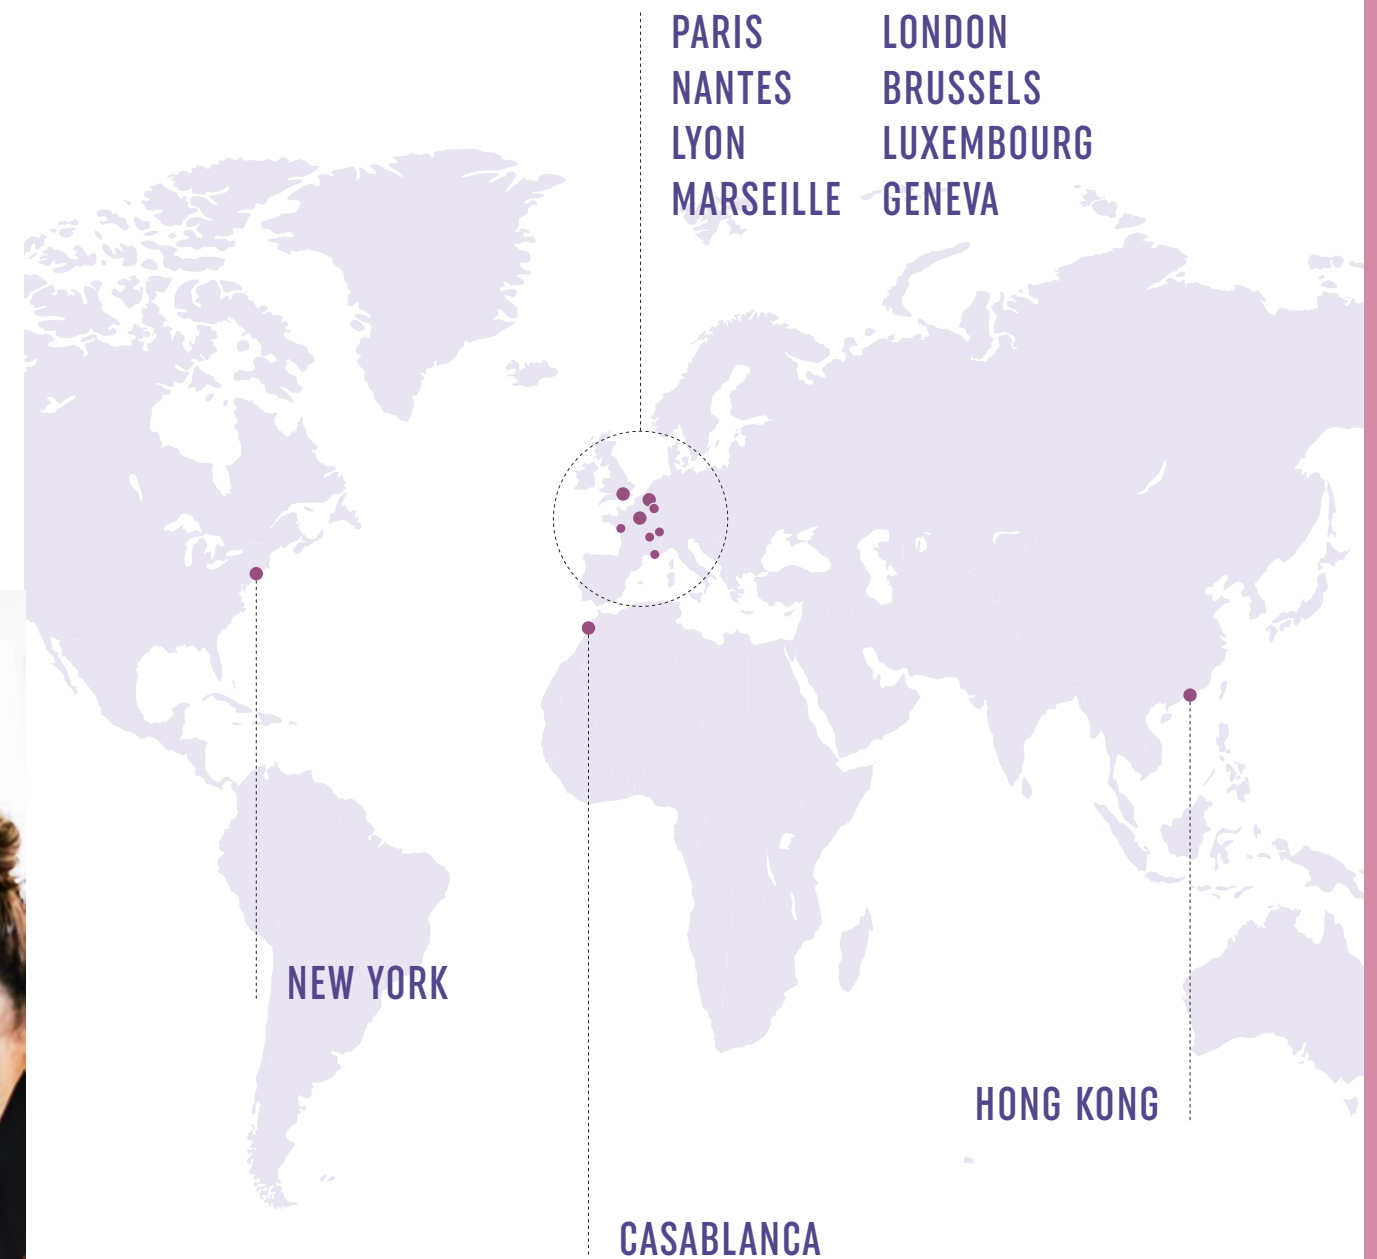 PARIS
NANTES
LYON
MARSEILLE
LONDON
BRUSSELS
LUXEMBOURG
GENEVA
NEW YORK
HONG KONG
CASABLANCA